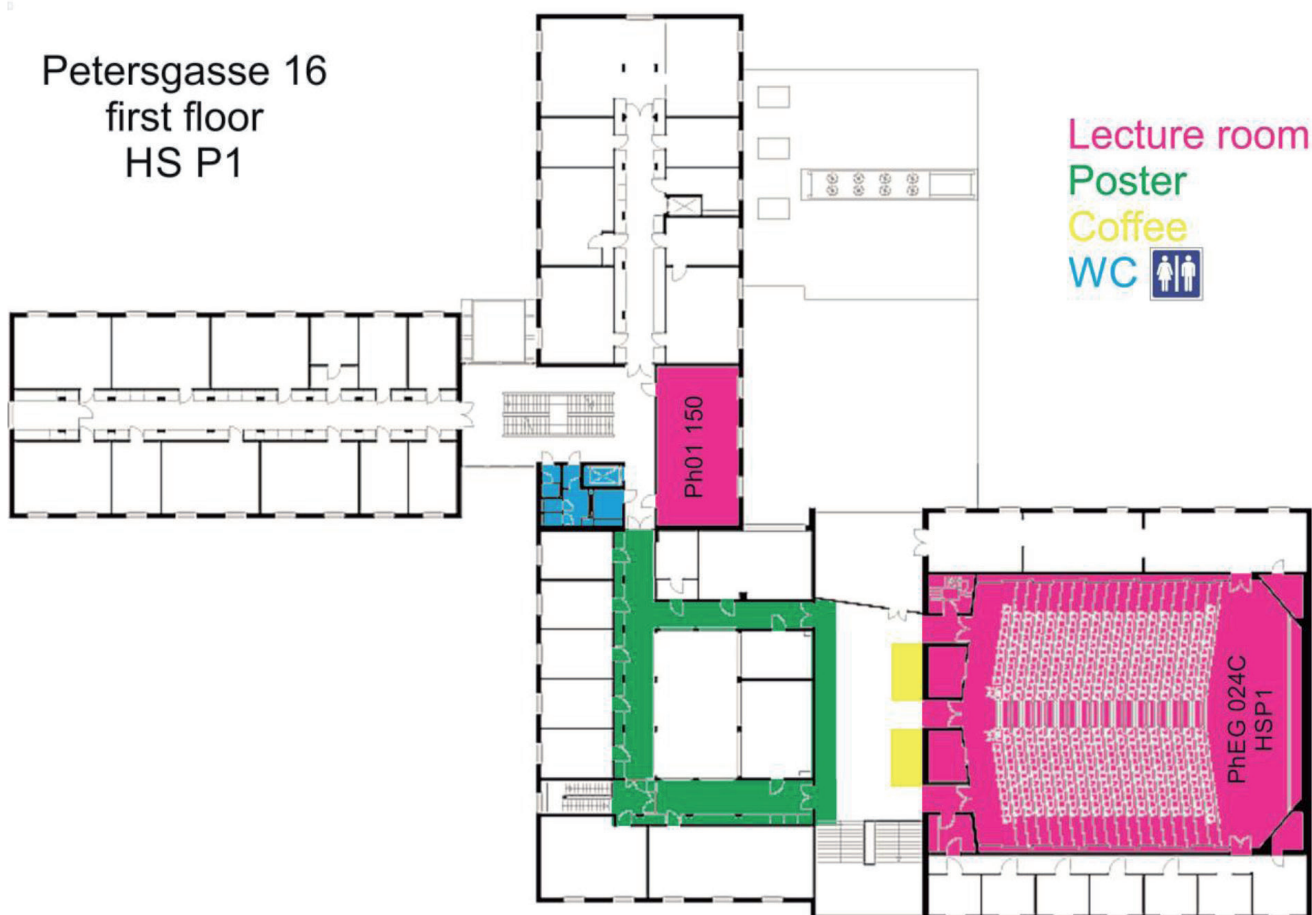 Petersgasse 16
first floor
HS P1
Lecture room
Poster
Coffee
WC
Ph01 150
PhEG 024C
HSP1